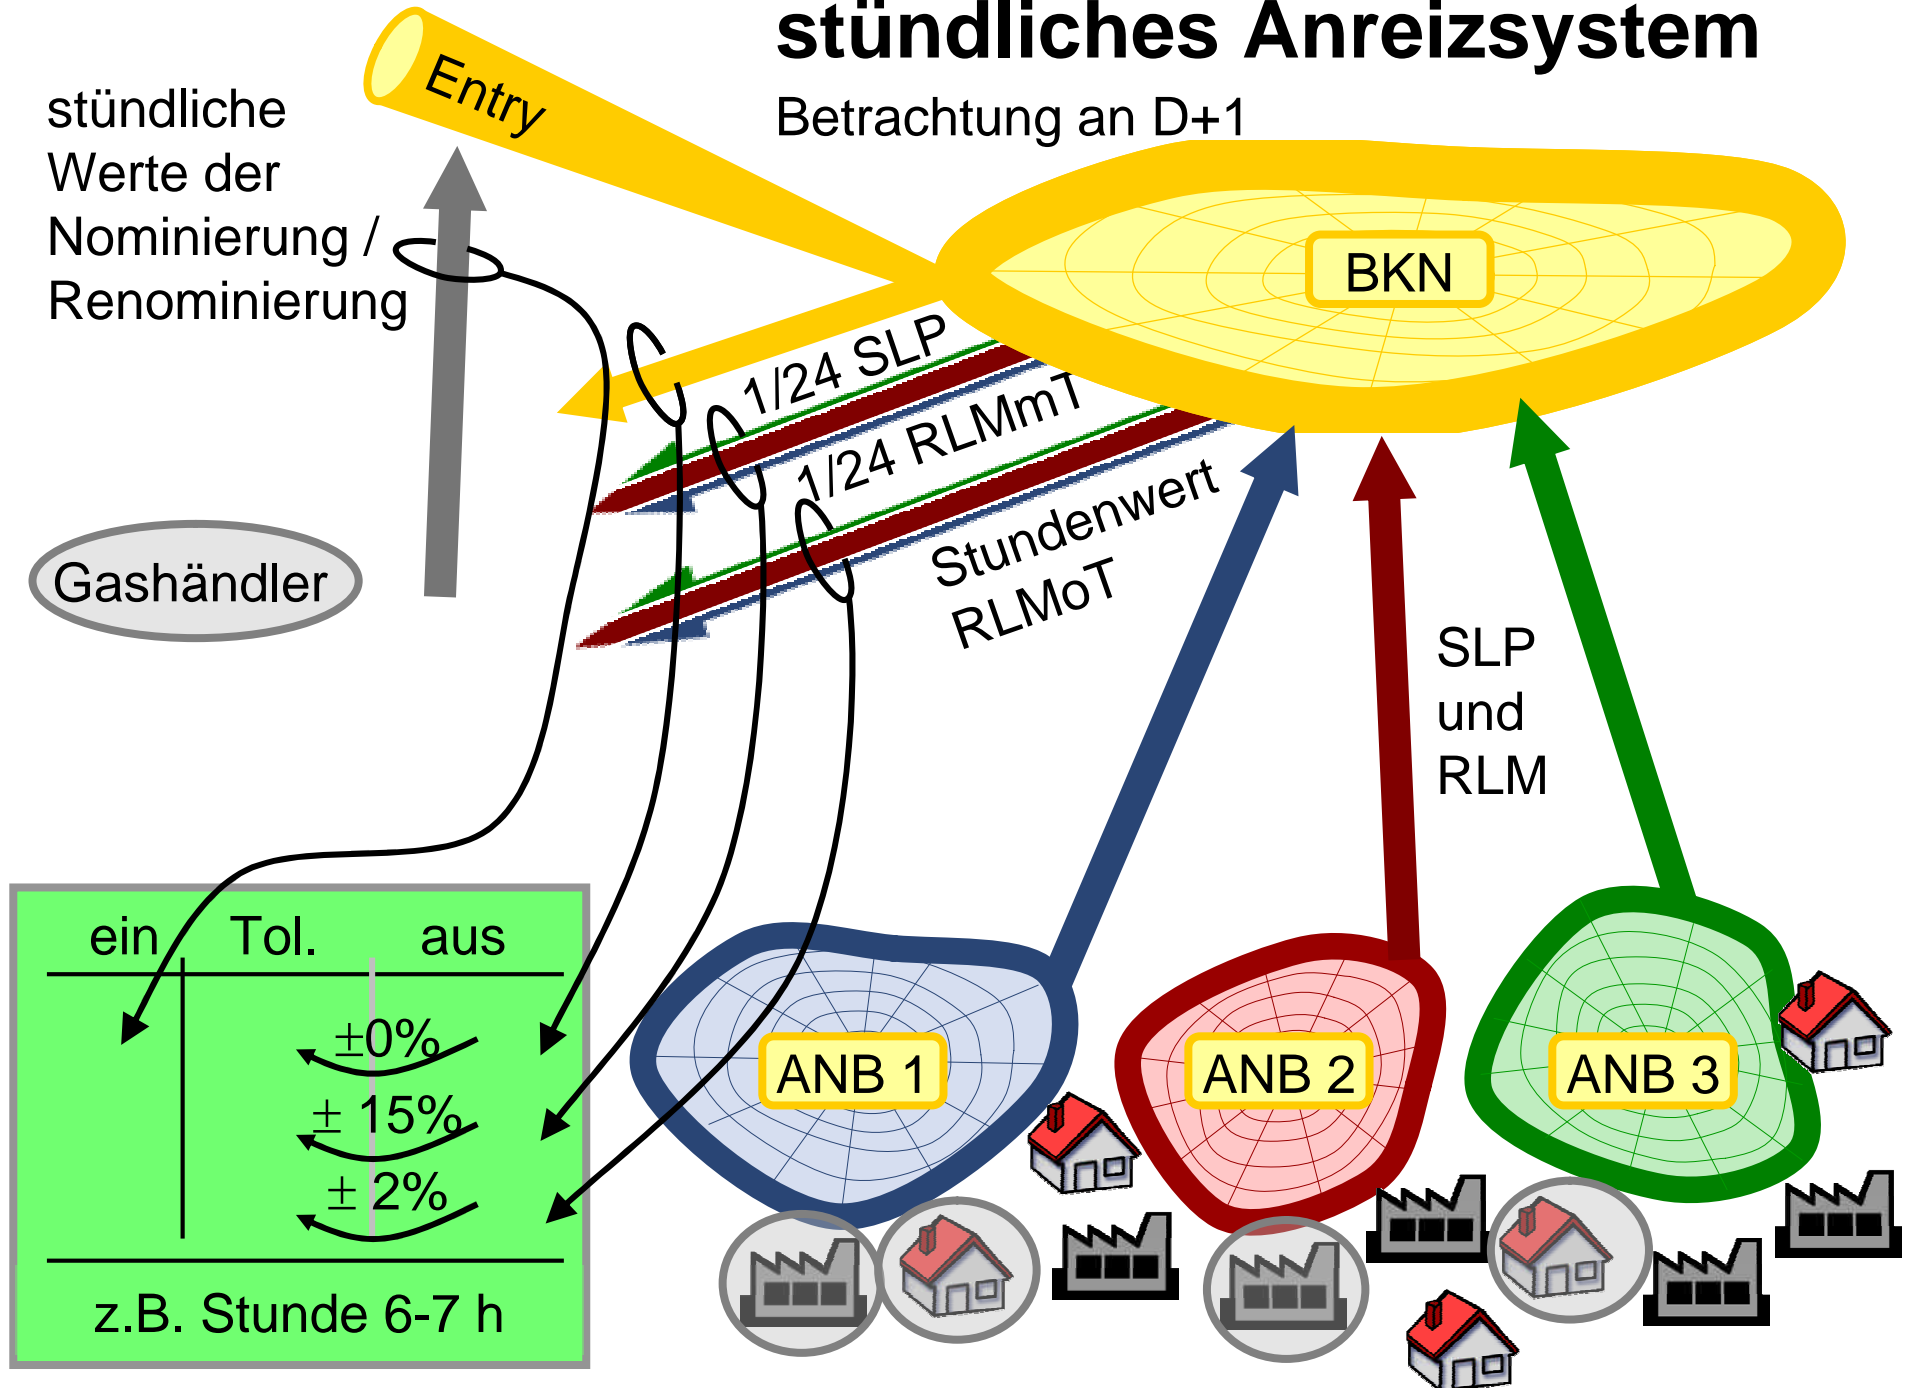 stündliches Anreizsystem
Betrachtung an D+1
Entry
stündliche
Werte der
Nominierung /
Renominierung
BKN
1/24 SLP
1/24 RLMmT
Stundenwert
RLMoT
Gashändler
SLP
und
RLM
ein Tol. aus
±0%
± 15%
± 2%
z.B. Stunde 6-7 h
ANB 1
ANB 2
ANB 3